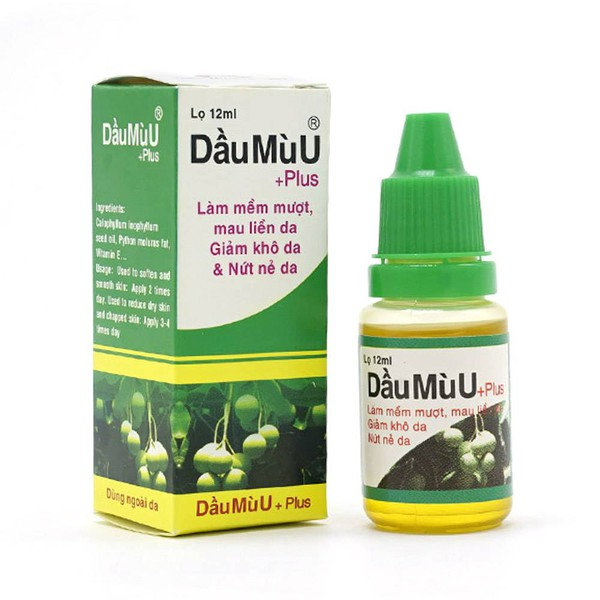 DầuMùU®
+Plus
Ingredients:
Calophyllum inophyllum
seed oil, Python molurus fat,
Vitamin E...
Usage: Used to soften and
smooth skin: Apply 2 times
day. Used to reduce dry skin
and chapped skin: Apply 3-4
times day
Dùng ngoài da
Lọ 12ml
DầuMùU®
+Plus
Làm mềm mượt,
mau liền da
Giảm khô da
& Nứt nẻ da
DầuMùU + Plus
Lọ 12ml
DầuMùU+Plus
Làm mềm mượt, mau liền da
Giảm khô da
Nứt nẻ da